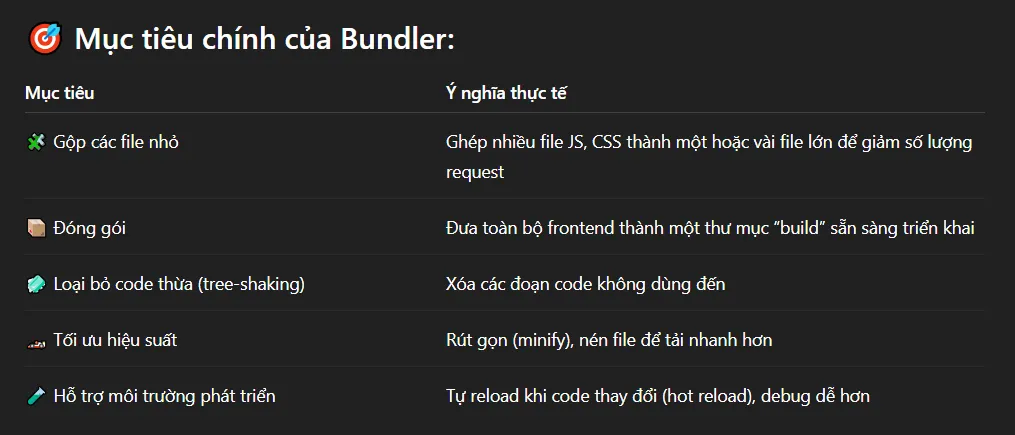 🎯 Mục tiêu chính của Bundler:
Mục tiêu Ý nghĩa thực tế
🧩 Gộp các file nhỏ Ghép nhiều file JS, CSS thành một hoặc vài file lớn để giảm số lượng
request
📦 Đóng gói Đưa toàn bộ frontend thành một thư mục "build" sẵn sàng triển khai
🧼 Loại bỏ code thừa (tree-shaking) Xóa các đoạn code không dùng đến
🏎️ Tối ưu hiệu suất Rút gọn (minify), nén file để tải nhanh hơn
🧪 Hỗ trợ môi trường phát triển Tự reload khi code thay đổi (hot reload), debug dễ hơn